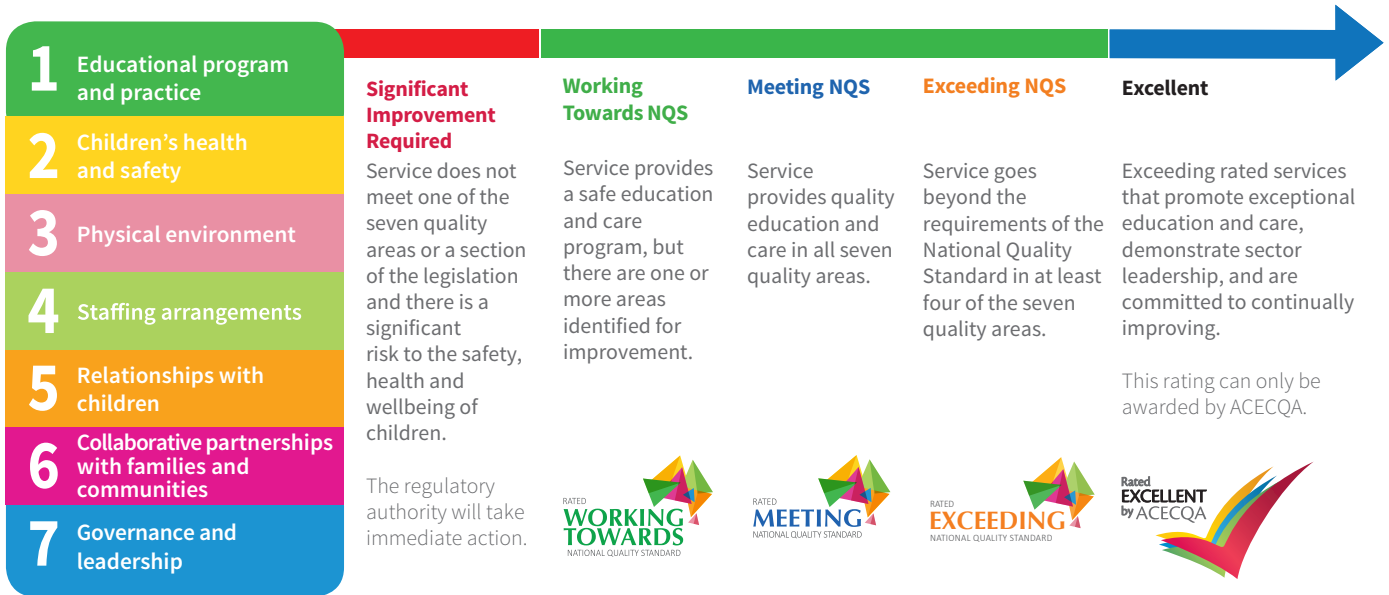 1
Educational program
and practice
2
Children's health
and safety
3
Physical environment
4
Staffing arrangements
5
Relationships with
children
6
Collaborative partnerships
with families and
communities
7
Governance and
leadership
Significant
Improvement
Required
Service does not
meet one of the
seven quality
areas or a section
of the legislation
and there is a
significant
risk to the safety,
health and
wellbeing of
children.
The regulatory
authority will take
immediate action.
Working
Towards NQS
Service provides
a safe education
and care
program, but
there are one or
more areas
identified for
improvement.
RATED
WORKING
TOWARDS
NATIONAL QUALITY STANDARD
Meeting NQS
Service
provides quality
education and
care in all seven
quality areas.
RATED
MEETING
NATIONAL QUALITY STANDARD
Exceeding NQS
Service goes
beyond the
requirements of the
National Quality
Standard in at least
four of the seven
quality areas.
RATED
EXCEEDING
NATIONAL QUALITY STANDARD
Excellent
Exceeding rated services
that promote exceptional
education and care,
demonstrate sector
leadership, and are
committed to continually
improving.
This rating can only be
awarded by ACECQA.
Rated
EXCELLENT
by ACECQA